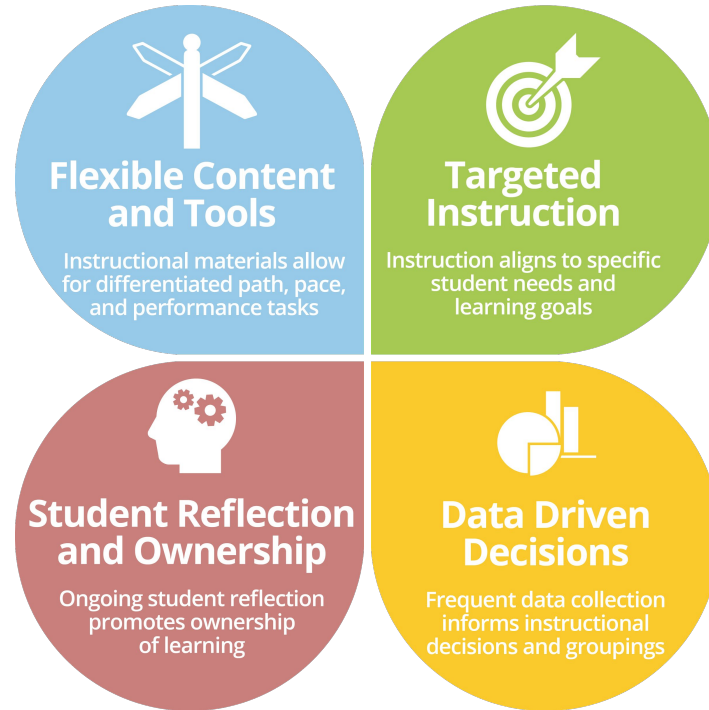 Flexible Content
and Tools
Instructional materials allow
for differentiated path, pace,
and performance tasks
Targeted
Instruction
Instruction aligns to specific
student needs and
learning goals
Student Reflection
and Ownership
Ongoing student reflection
promotes ownership
of learning
Data Driven
Decisions
Frequent data collection
informs instructional
decisions and groupings